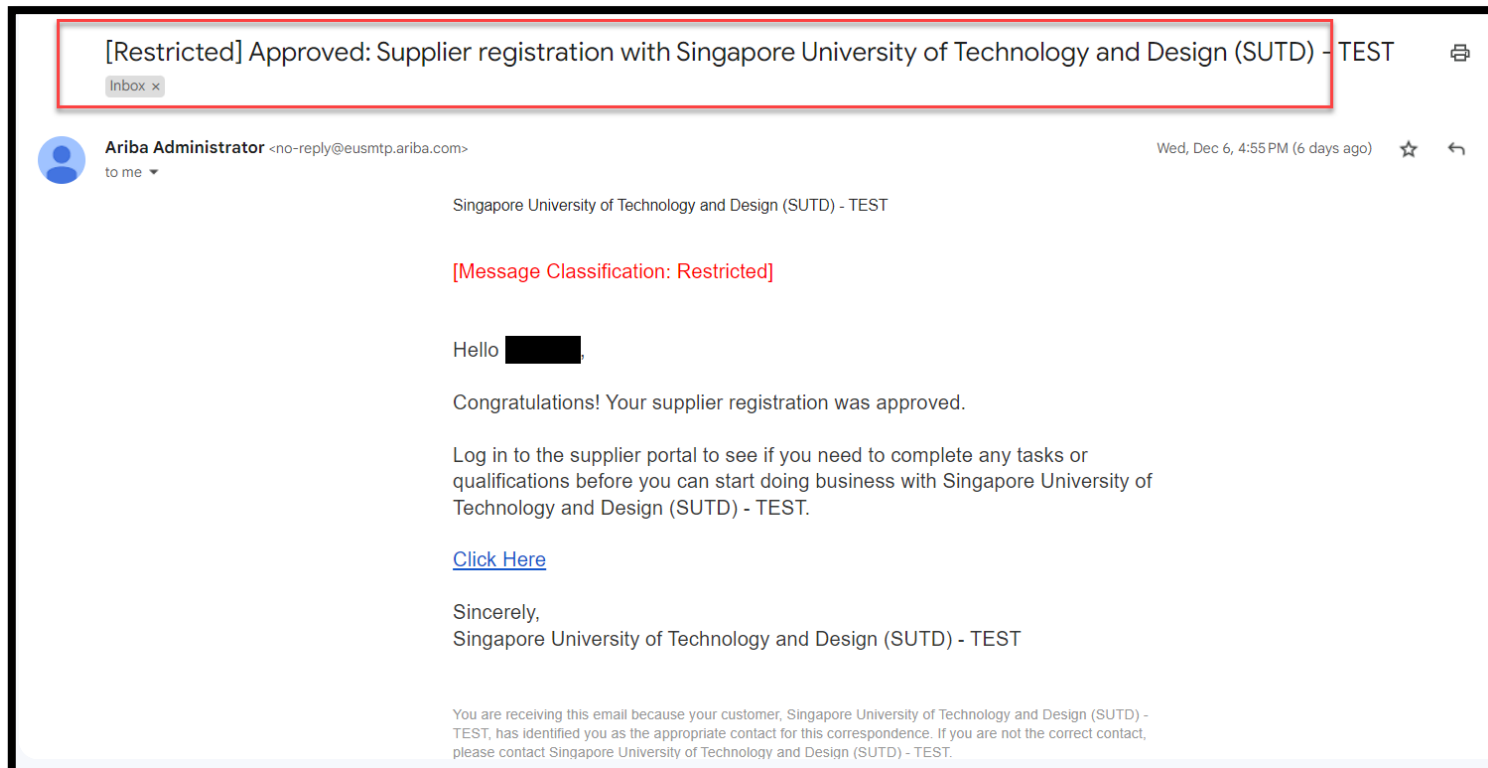 [Restricted] Approved: Supplier registration with Singapore University of Technology and Design (SUTD) - TEST
Inbox ×
Ariba Administrator <no-reply@eusmtp.ariba.com>
Wed, Dec 6, 4:55 PM (6 days ago)
to me
Singapore University of Technology and Design (SUTD) - TEST
[Message Classification: Restricted]
Hello ,
Congratulations! Your supplier registration was approved.
Log in to the supplier portal to see if you need to complete any tasks or
qualifications before you can start doing business with Singapore University of
Technology and Design (SUTD) - TEST.
Click Here
Sincerely,
Singapore University of Technology and Design (SUTD) - TEST
You are receiving this email because your customer, Singapore University of Technology and Design (SUTD) -
TEST, has identified you as the appropriate contact for this correspondence. If you are not the correct contact,
please contact Singapore University of Technology and Design (SUTD) - TEST.